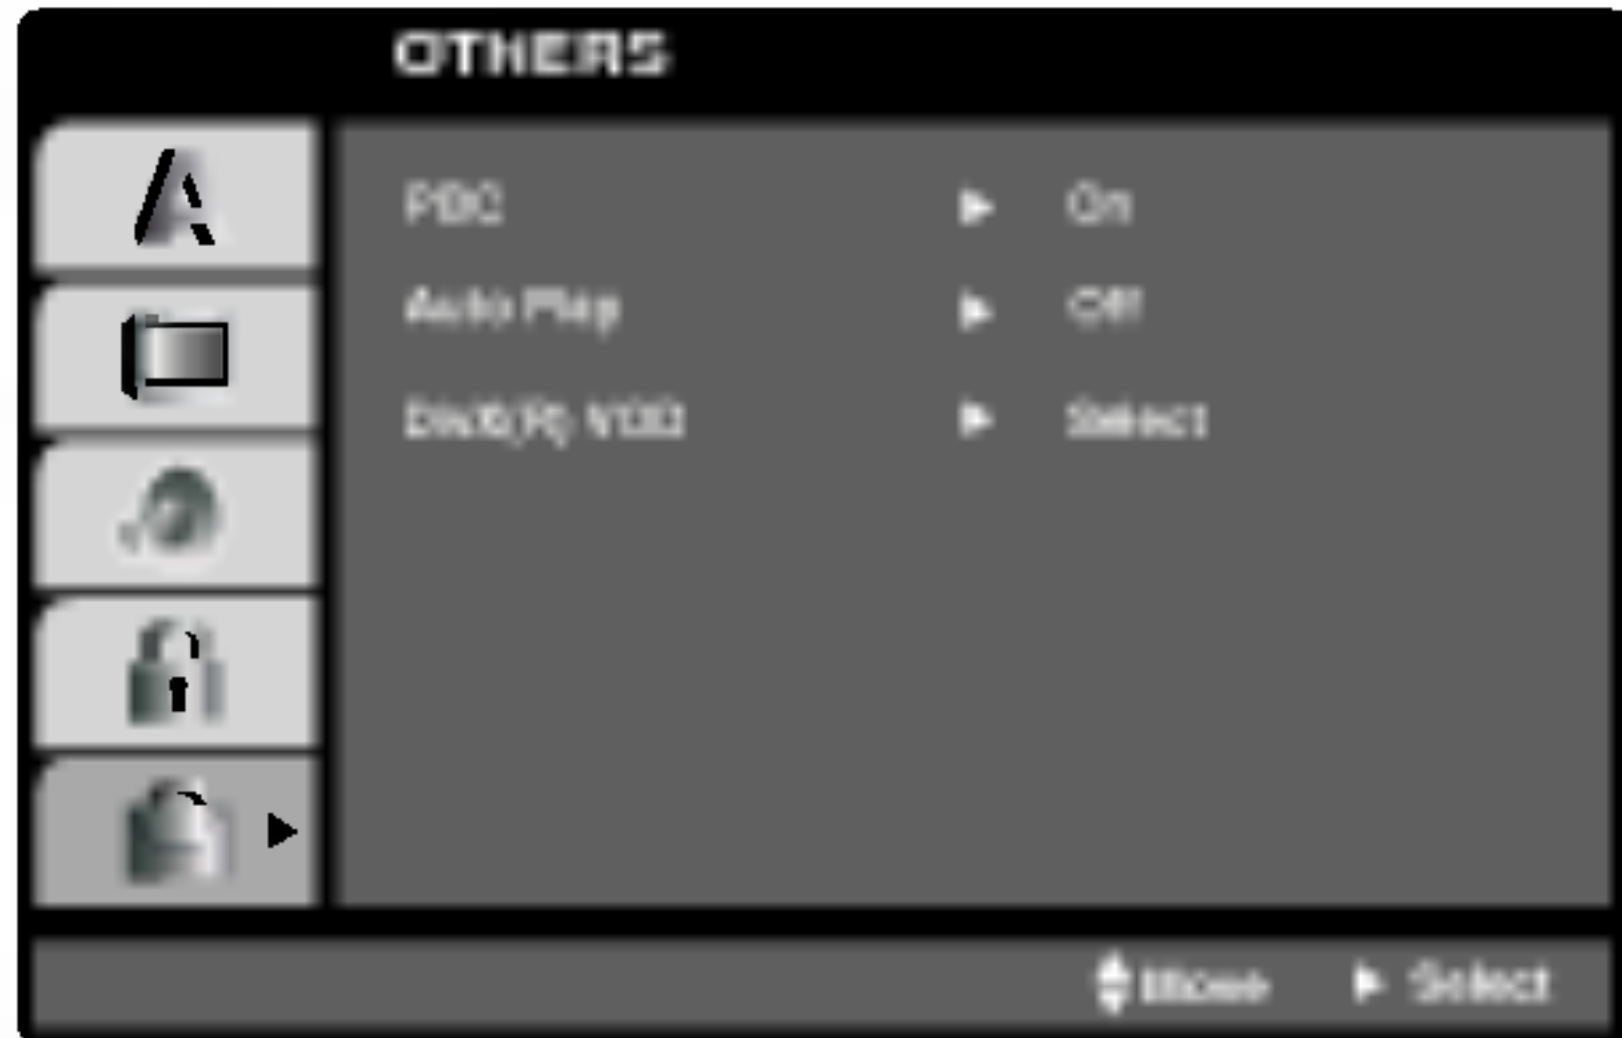 OTHERS
PBC On
Auto Play Off
DivX(R) VOD Select
Move Select